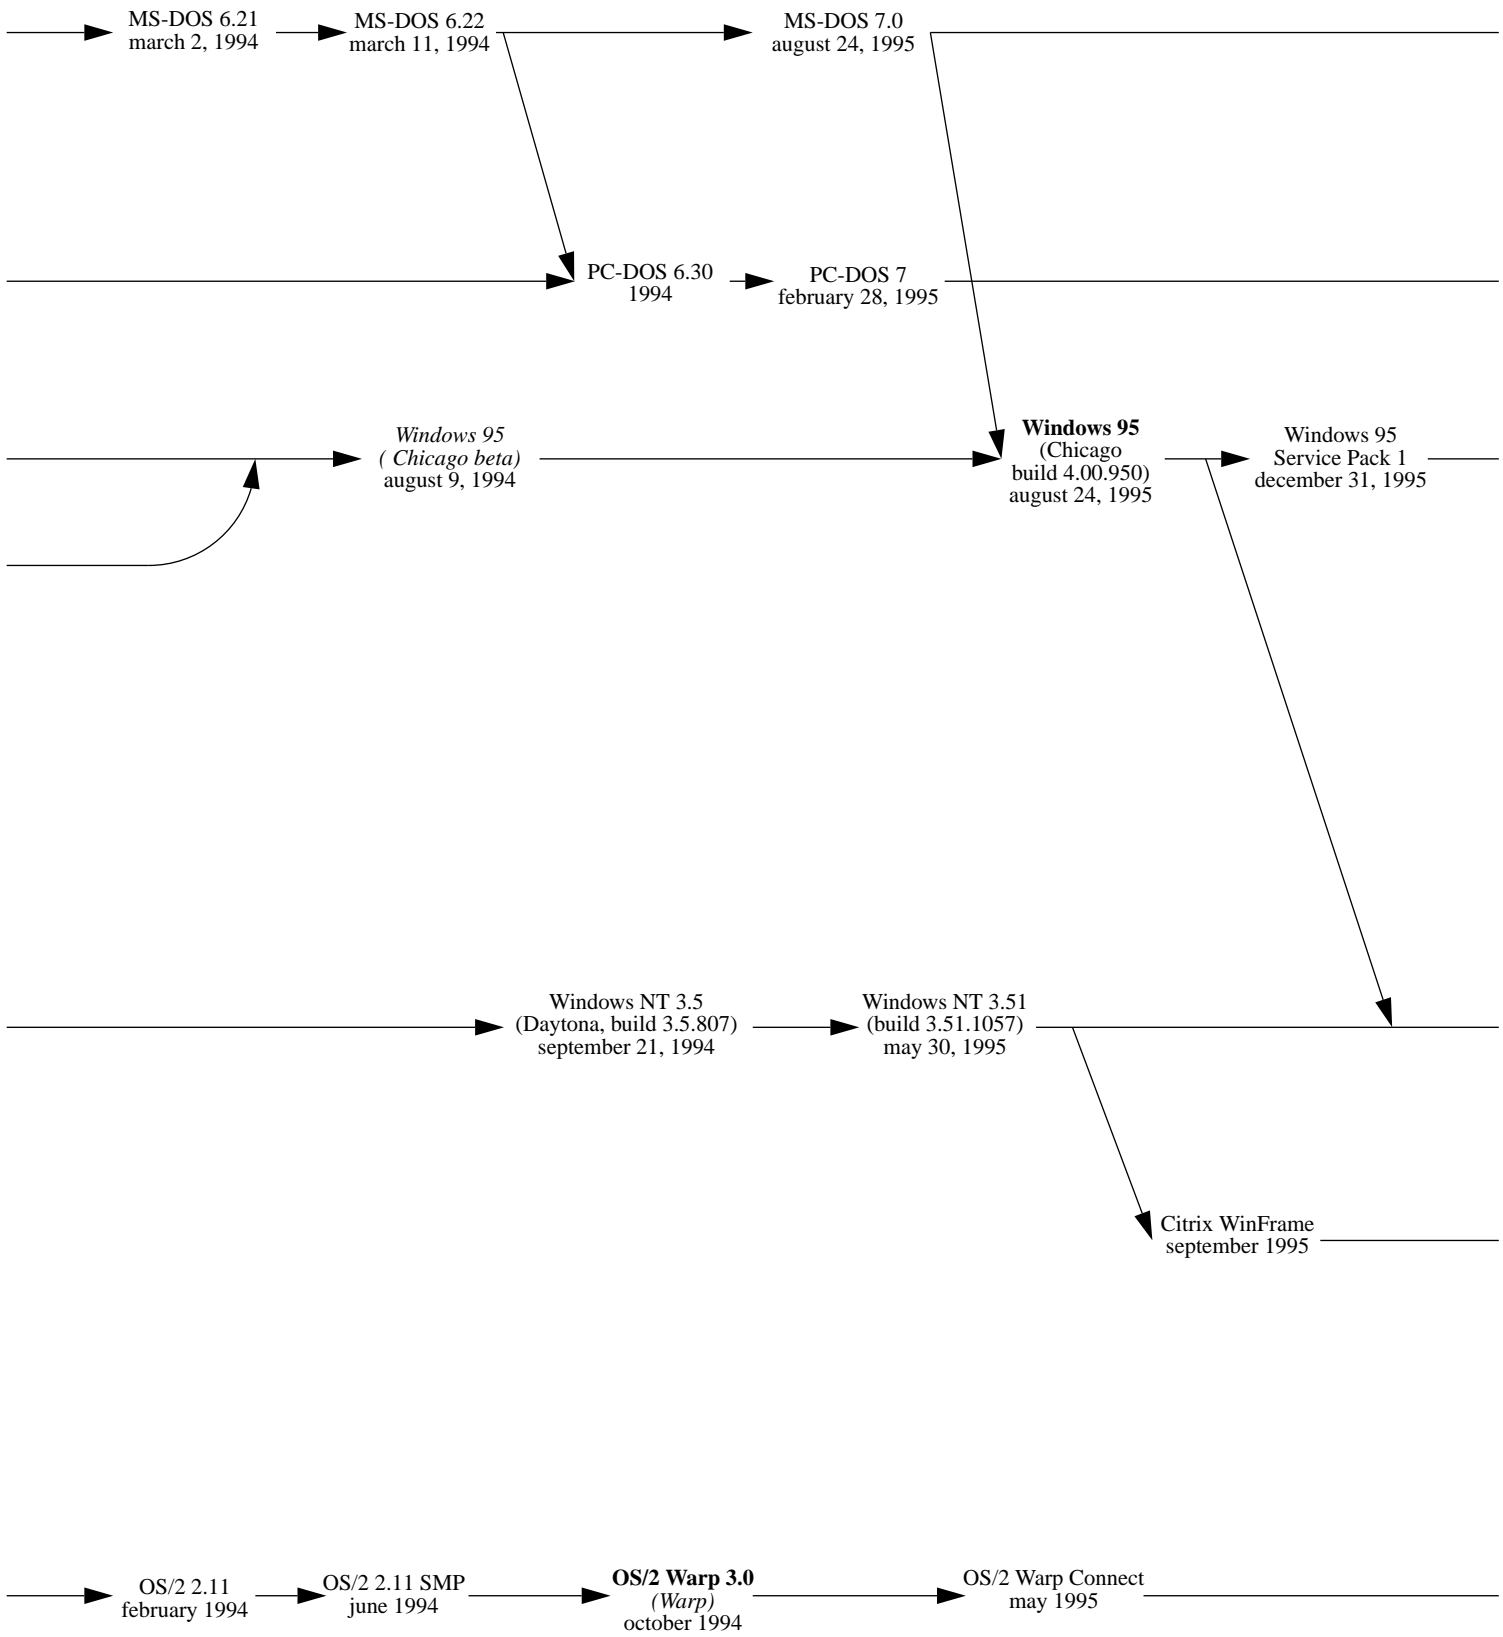 MS-DOS 6.21
march 2, 1994
MS-DOS 6.22
march 11, 1994
MS-DOS 7.0
august 24, 1995
PC-DOS 6.30
1994
PC-DOS 7
february 28, 1995
Windows 95
( Chicago beta)
august 9, 1994
Windows 95
(Chicago
build 4.00.950)
august 24, 1995
Windows 95
Service Pack 1
december 31, 1995
Windows NT 3.5
(Daytona, build 3.5.807)
september 21, 1994
Windows NT 3.51
(build 3.51.1057)
may 30, 1995
Citrix WinFrame
september 1995
OS/2 2.11
february 1994
OS/2 2.11 SMP
june 1994
OS/2 Warp 3.0
(Warp)
october 1994
OS/2 Warp Connect
may 1995